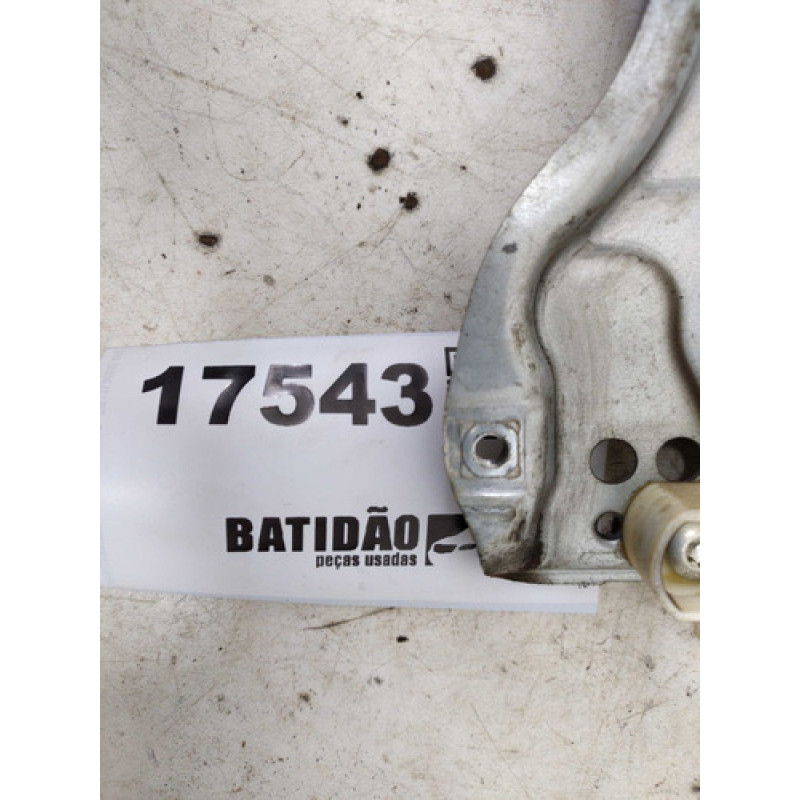 17543
BATIDÃO
peças usadas